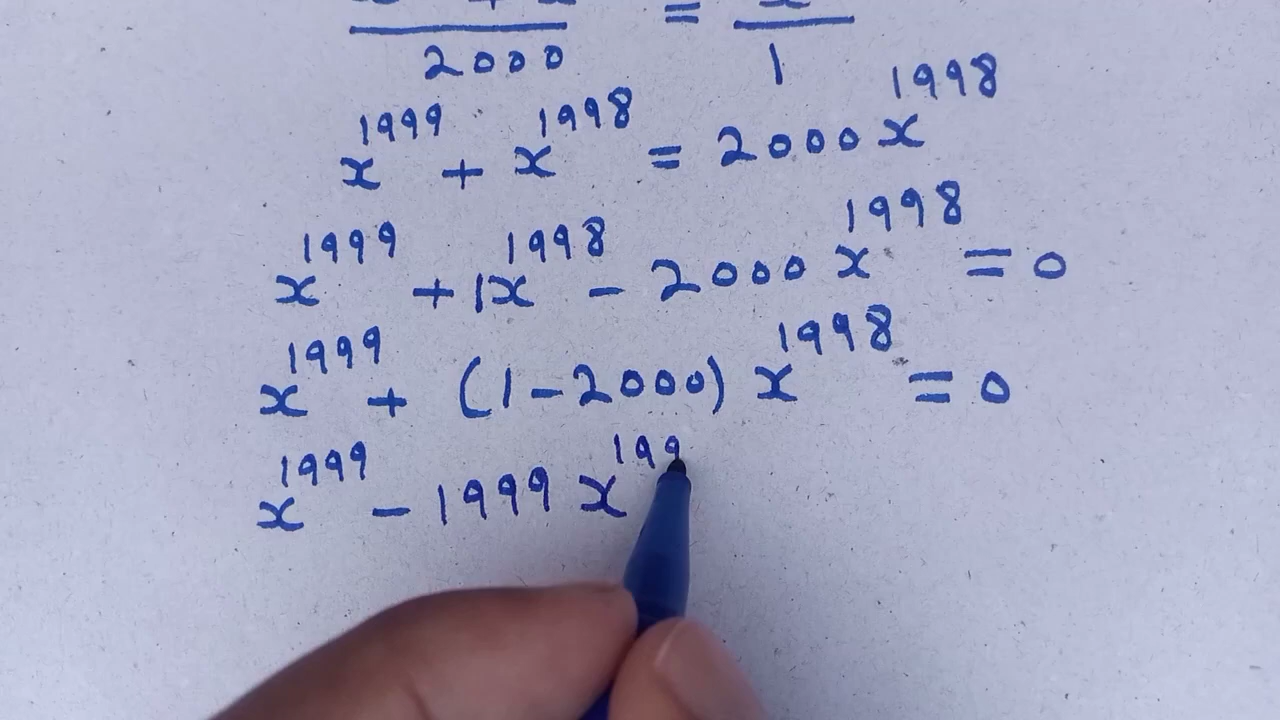 2000 = 1
x^1999 + x^1998 = 2000x^1998
x^1999 + 1x^1998 - 2000x^1998 = 0
x^1999 + (1-2000) x^1998 = 0
x^1999 - 1999 x^199